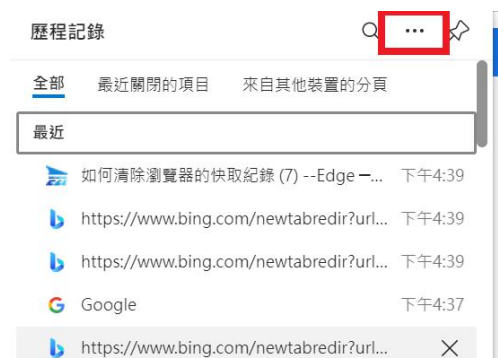 歷程記錄
全部 最近關閉的項目 來自其他裝置的分頁
最近
如何清除瀏覽器的快取紀錄 (7) --Edge —... 下午4:39
https://www.bing.com/newtabredir?url... 下午4:39
https://www.bing.com/newtabredir?url... 下午4:39
Google 下午4:37
https://www.bing.com/newtabredir?url...